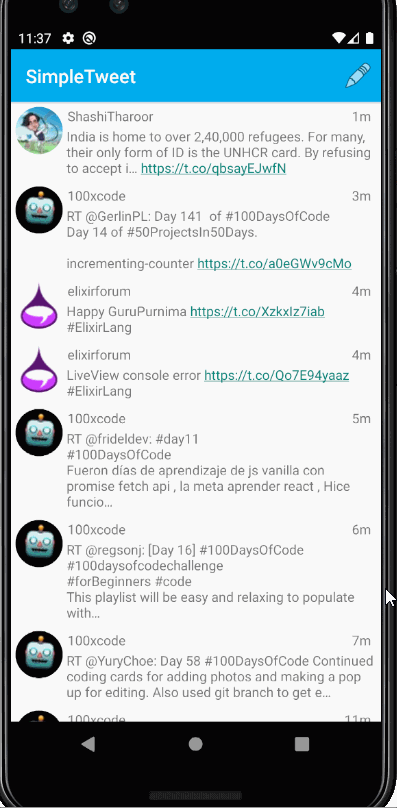 11:37
SimpleTweet
ShashiTharoor 1m
India is home to over 2,40,000 refugees. For many,
their only form of ID is the UNHCR card. By refusing
to accept i… https://t.co/qbsayEJwfN
100xcode 3m
RT @GerlinPL: Day 141  of #100DaysOfCode
Day 14 of #50ProjectsIn50Days.
incrementing-counter https://t.co/a0eGWv9cMo
elixirforum 4m
Happy GuruPurnima https://t.co/XzkxIz7iab
#ElixirLang
elixirforum 4m
LiveView console error https://t.co/Qo7E94yaaz
#ElixirLang
100xcode 5m
RT @frideldev: #day11
#100DaysOfCode
Fueron días de aprendizaje de js vanilla con
promise fetch api , la meta aprender react , Hice
funcio…
100xcode 6m
RT @regsonj: [Day 16] #100DaysOfCode
#100daysofcodechallenge
#forBeginners #code
This playlist will be easy and relaxing to populate
with…
100xcode 7m
RT @YuryChoe: Day 58 #100DaysOfCode Continued
coding cards for adding photos and making a pop
up for editing. Also used git branch to get e…
100xcode 11m